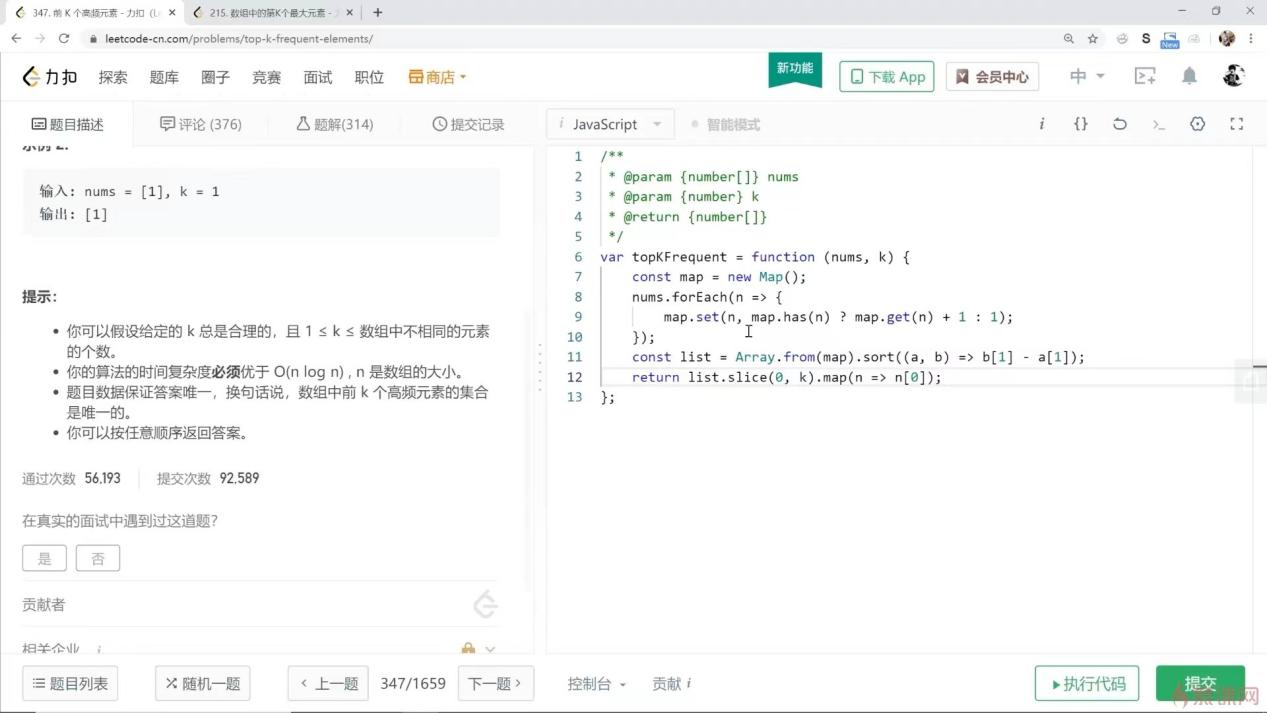 347. 前 K 个高频元素 - 力扣（Le
215. 数组中的第K个最大元素 -
leetcode-cn.com/problems/top-k-frequent-elements/
S
New
力扣 探索 题库 圈子 竞赛 面试 职位 商店 新功能 下载 App 会员中心 中
题目描述 评论 (376) 题解(314) 提交记录
i JavaScript 智能模式 i {} >_
示例 2:
输入: nums = [1], k = 1
输出: [1]
提示：
你可以假设给定的 k 总是合理的，且 1 ≤ k ≤ 数组中不相同的元素
的个数。
你的算法的时间复杂度必须优于 O(n log n) , n 是数组的大小。
题目数据保证答案唯一，换句话说，数组中前 k 个高频元素的集合
是唯一的。
你可以按任意顺序返回答案。
通过次数 56,193 提交次数 92,589
在真实的面试中遇到过这道题？
是 否
贡献者
相关企业 i
1 /**
2 * @param {number[]} nums
3 * @param {number} k
4 * @return {number[]}
5 */
6 var topKFrequent = function (nums, k) {
7 const map = new Map();
8 nums.forEach(n => {
9 map.set(n, map.has(n) ? map.get(n) + 1 : 1);
10 });
11 const list = Array.from(map).sort((a, b) => b[1] - a[1]);
12 return list.slice(0, k).map(n => n[0]);
13 };
题目列表 随机一题 上一题 347/1659 下一题 控制台 贡献 i 执行代码 提交
慕课网